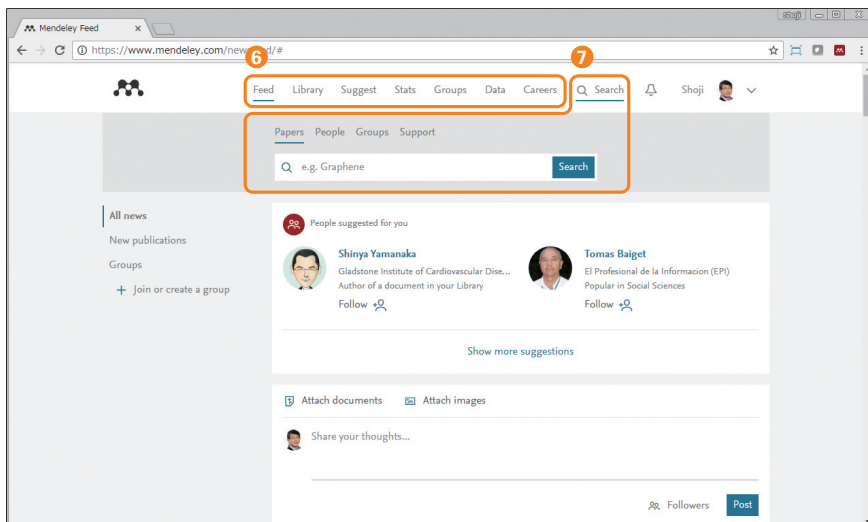 Shoji
Mendeley Feed
https://www.mendeley.com/new d/#
6 7
Feed Library Suggest Stats Groups Data Careers Search Shoji
Papers People Groups Support
e.g. Graphene Search
All news
New publications
Groups
+ Join or create a group
People suggested for you
Shinya Yamanaka
Gladstone Institute of Cardiovascular Dise...
Author of a document in your Library
Follow
Tomas Baiget
El Profesional de la Informacion (EPI)
Popular in Social Sciences
Follow
Show more suggestions
Attach documents Attach images
Share your thoughts...
Followers Post